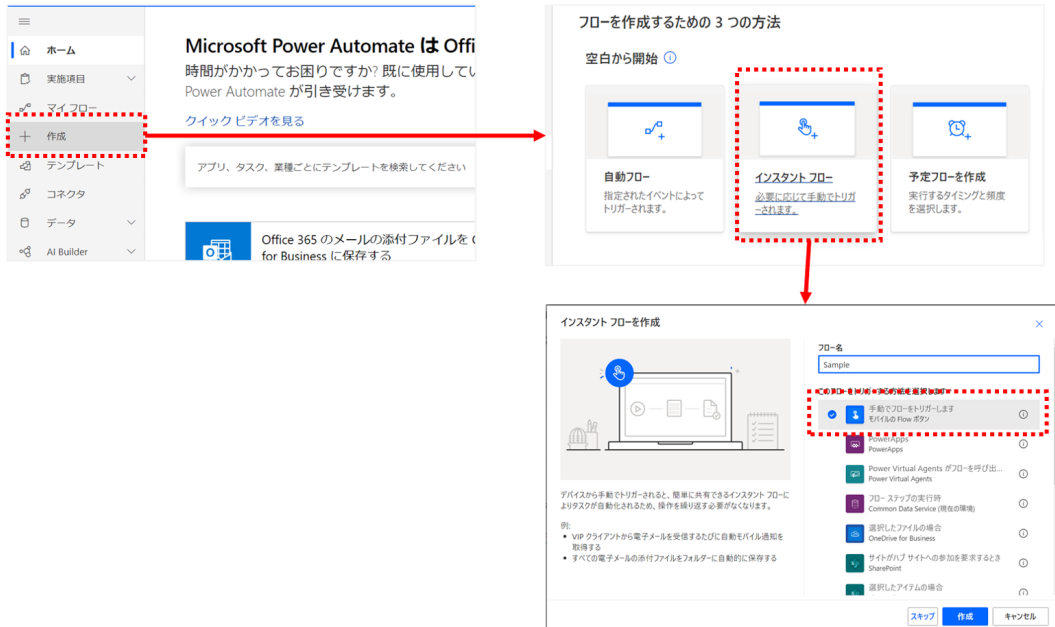 ホーム
実施項目
マイ フロー
作成
テンプレート
コネクタ
データ
AI Builder
Microsoft Power Automate は Offi
時間がかかってお困りですか? 既に使用してい
Power Automate が引き受けます。
クイック ビデオを見る
アプリ、タスク、業種ごとにテンプレートを検索してください
Office 365 のメールの添付ファイルを
for Business に保存する
フローを作成するための 3 つの方法
空白から開始
自動フロー
指定されたイベントによって
トリガーされます。
インスタント フロー
必要に応じて手動でトリガ
ーされます。
予定フローを作成
実行するタイミングと頻度
を選択します。
インスタント フローを作成
デバイスから手動でトリガーされると、簡単に共有できるインスタント フローに
よりタスクが自動化されるため、操作を繰り返す必要がなくなります。
例:
• VIP クライアントから電子メールを受信するたびに自動モバイル通知を
取得する
• すべての電子メールの添付ファイルをフォルダーに自動的に保存する
フロー名
Sample
このフローをトリガーする方法を選択します
手動でフローをトリガーします
モバイルの Flow ボタン
PowerApps
PowerApps
Power Virtual Agents がフローを呼び出...
Power Virtual Agents
フロー ステップの実行時
Common Data Service (現在の環境)
選択したファイルの場合
OneDrive for Business
サイトがハブ サイトへの参加を要求するとき
SharePoint
選択したアイテムの場合
スキップ
作成
キャンセル